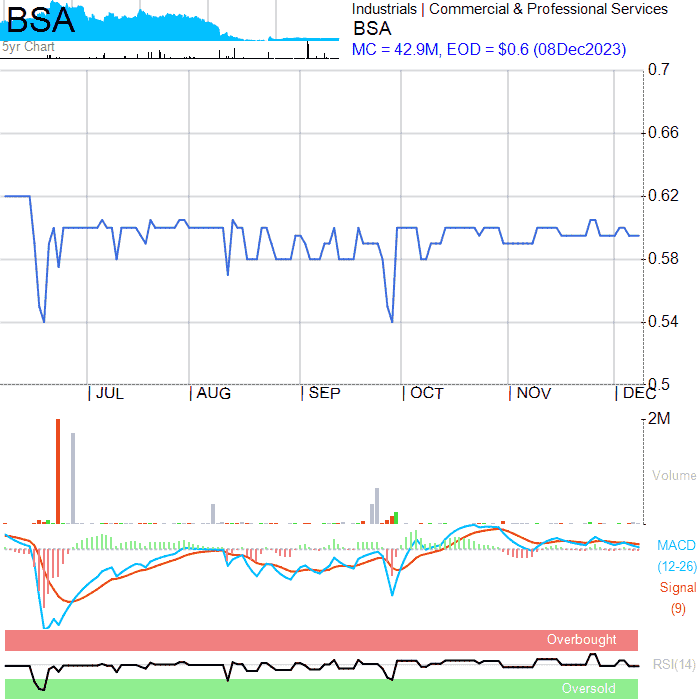 BSA
5yr Chart
Industrials | Commercial & Professional Services
BSA
MC = 42.9M, EOD = $0.6 (08Dec2023)
0.7
0.66
0.62
0.58
0.54
0.5
JUL AUG SEP OCT NOV DEC
2M
Volume
MACD
(12-26)
Signal
(9)
Overbought
RSI(14)
Oversold